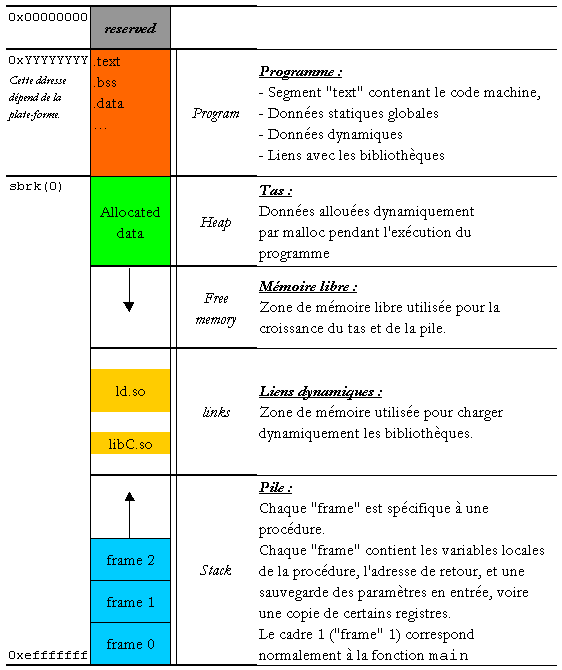 0x00000000
reserved
0xYYYYYYYY
Cette ddresse
dépend de la
plate-forme.
.text
.bss
.data
...
Program
Programme :
- Segment "text" contenant le code machine,
- Données statiques globales
- Données dynamiques
- Liens avec les bibliothèques
sbrk(0)
Allocated
data
Heap
Tas :
Données allouées dynamiquement
par malloc pendant l'exécution du
programme
Free
memory
Mémoire libre :
Zone de mémoire libre utilisée pour la
croissance du tas et de la pile.
ld.so
libC.so
links
Liens dynamiques :
Zone de mémoire utilisée pour charger
dynamiquement les bibliothèques.
frame 2
frame 1
frame 0
0xefffffff
Stack
Pile :
Chaque "frame" est spécifique à une
procédure.
Chaque "frame" contient les variables locales
de la procédure, l'adresse de retour, et une
sauvegarde des paramètres en entrée, voire
une copie de certains registres.
Le cadre 1 ("frame" 1) correspond
normalement à la fonction main